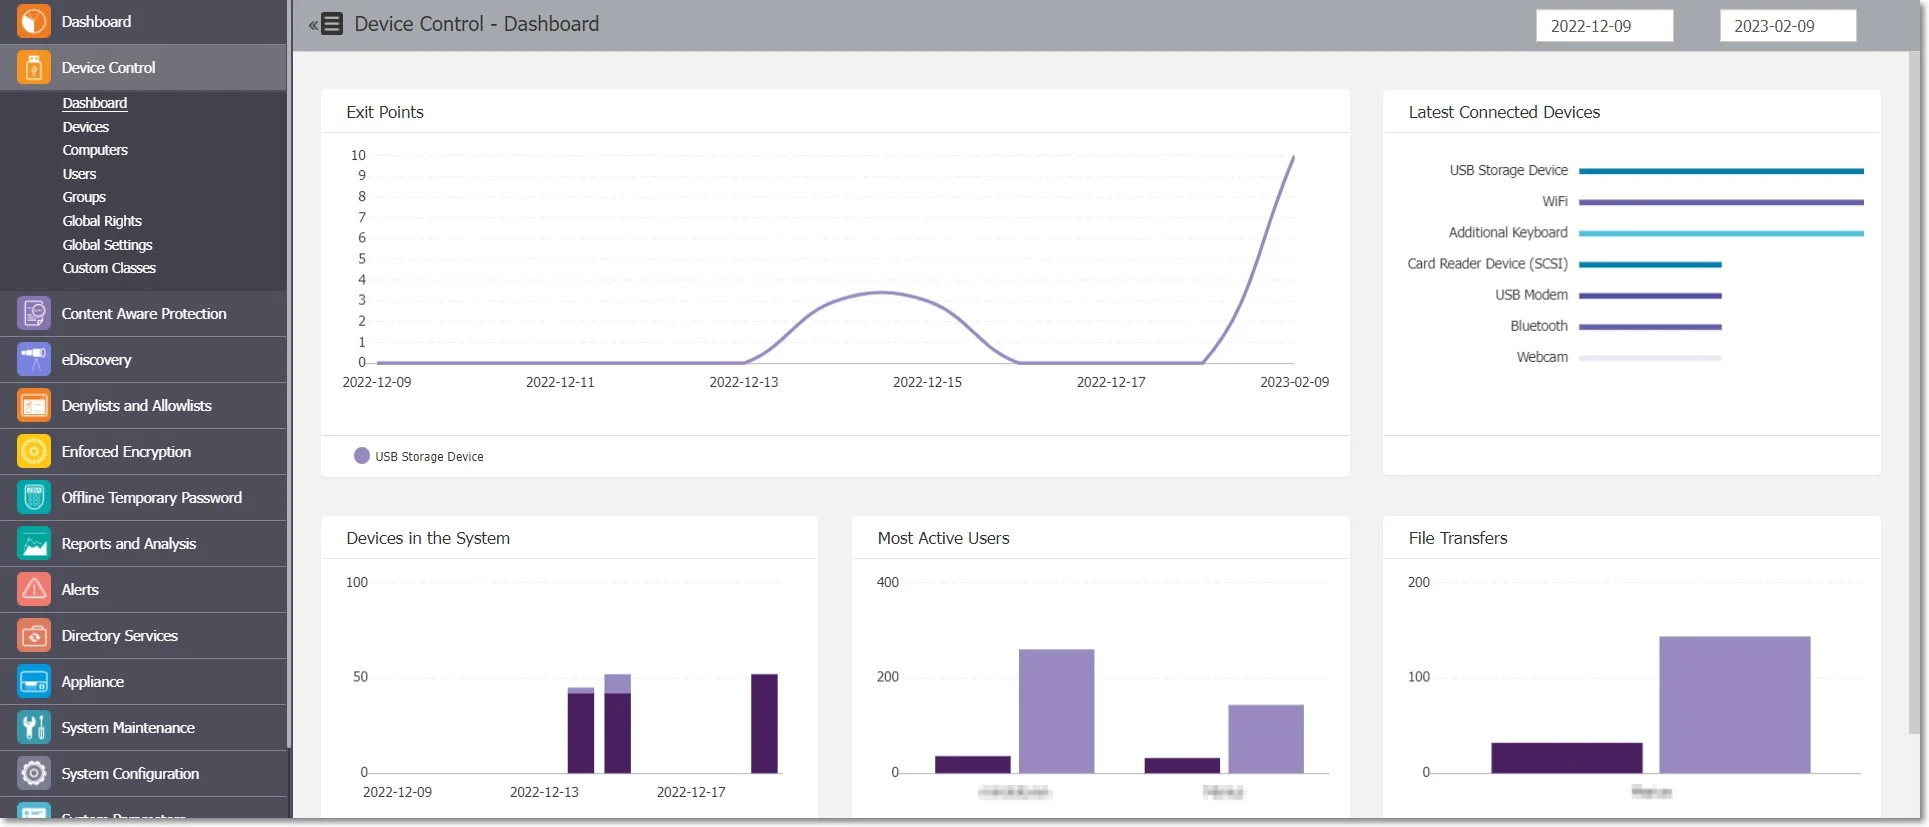 Dashboard
Device Control
Dashboard
Devices
Computers
Users
Groups
Global Rights
Global Settings
Custom Classes
Content Aware Protection
eDiscovery
Denylists and Allowlists
Enforced Encryption
Offline Temporary Password
Reports and Analysis
Alerts
Directory Services
Appliance
System Maintenance
System Configuration
«
Device Control - Dashboard
2022-12-09
2023-02-09
Exit Points
10
9
8
7
6
5
4
3
2
1
0
2022-12-09 2022-12-11 2022-12-13 2022-12-15 2022-12-17 2023-02-09
USB Storage Device
Latest Connected Devices
USB Storage Device
WiFi
Additional Keyboard
Card Reader Device (SCSI)
USB Modem
Bluetooth
Webcam
Devices in the System
100
50
0
2022-12-09 2022-12-13 2022-12-17
Most Active Users
400
200
0
File Transfers
200
100
0